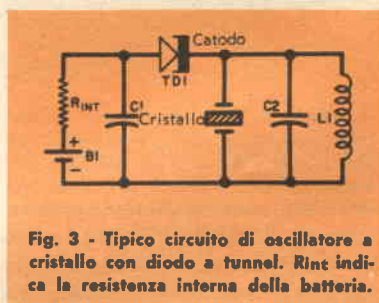 Catodo
TD1
RINT
C1
Cristallo
C2
L1
+
B1
−
Fig. 3 - Tipico circuito di oscillatore a
cristallo con diodo a tunnel. Rint indi-
ca la resistenza interna della batteria.